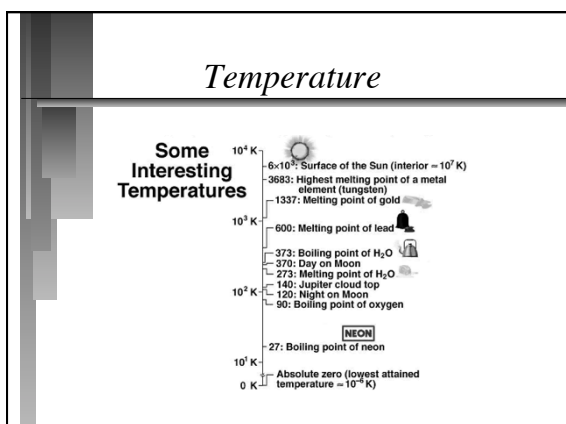 Temperature
Some
Interesting
Temperatures
10⁴ K
6×10³: Surface of the Sun (interior ≃ 10⁷ K)
3683: Highest melting point of a metal
element (tungsten)
1337: Melting point of gold
10³ K
600: Melting point of lead
373: Boiling point of H₂O
370: Day on Moon
273: Melting point of H₂O
140: Jupiter cloud top
10² K
120: Night on Moon
90: Boiling point of oxygen
NEON
27: Boiling point of neon
10¹ K
Absolute zero (lowest attained
0 K
temperature ≃ 10⁻⁶ K)